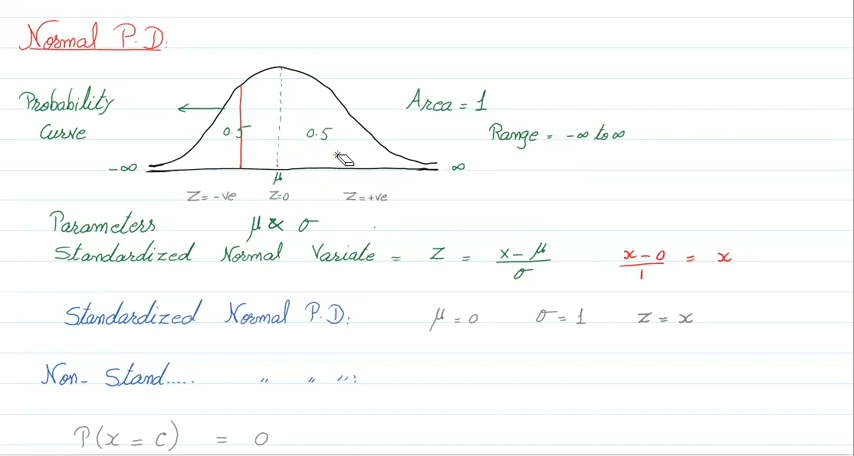 Normal P.D.
Probability Curve
Area = 1
Range = -∞ to ∞
0.5 0.5
-∞ μ ∞
Z=-ve Z=0 Z=+ve
Parameters μ & σ
Standardized Normal Variate = Z = x-μ/σ x-0/1 = x
Standardized Normal P.D. μ=0 σ=1 Z=x
Non-Stand..... " " ":
P(x=c) = 0